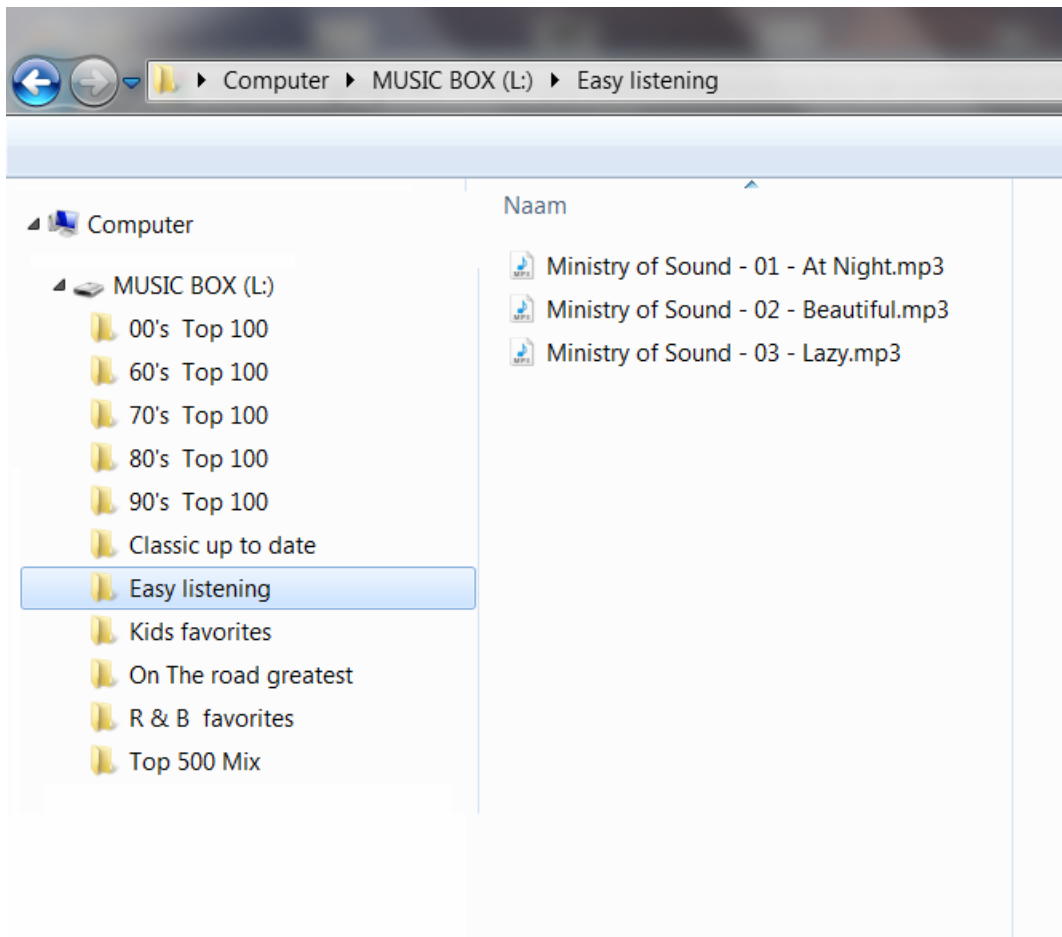 Computer MUSIC BOX (L:) Easy listening
Computer
MUSIC BOX (L:)
00's  Top 100
60's  Top 100
70's  Top 100
80's  Top 100
90's  Top 100
Classic up to date
Easy listening
Kids favorites
On The road greatest
R & B  favorites
Top 500 Mix
Naam
MP3 Ministry of Sound - 01 - At Night.mp3
MP3 Ministry of Sound - 02 - Beautiful.mp3
MP3 Ministry of Sound - 03 - Lazy.mp3